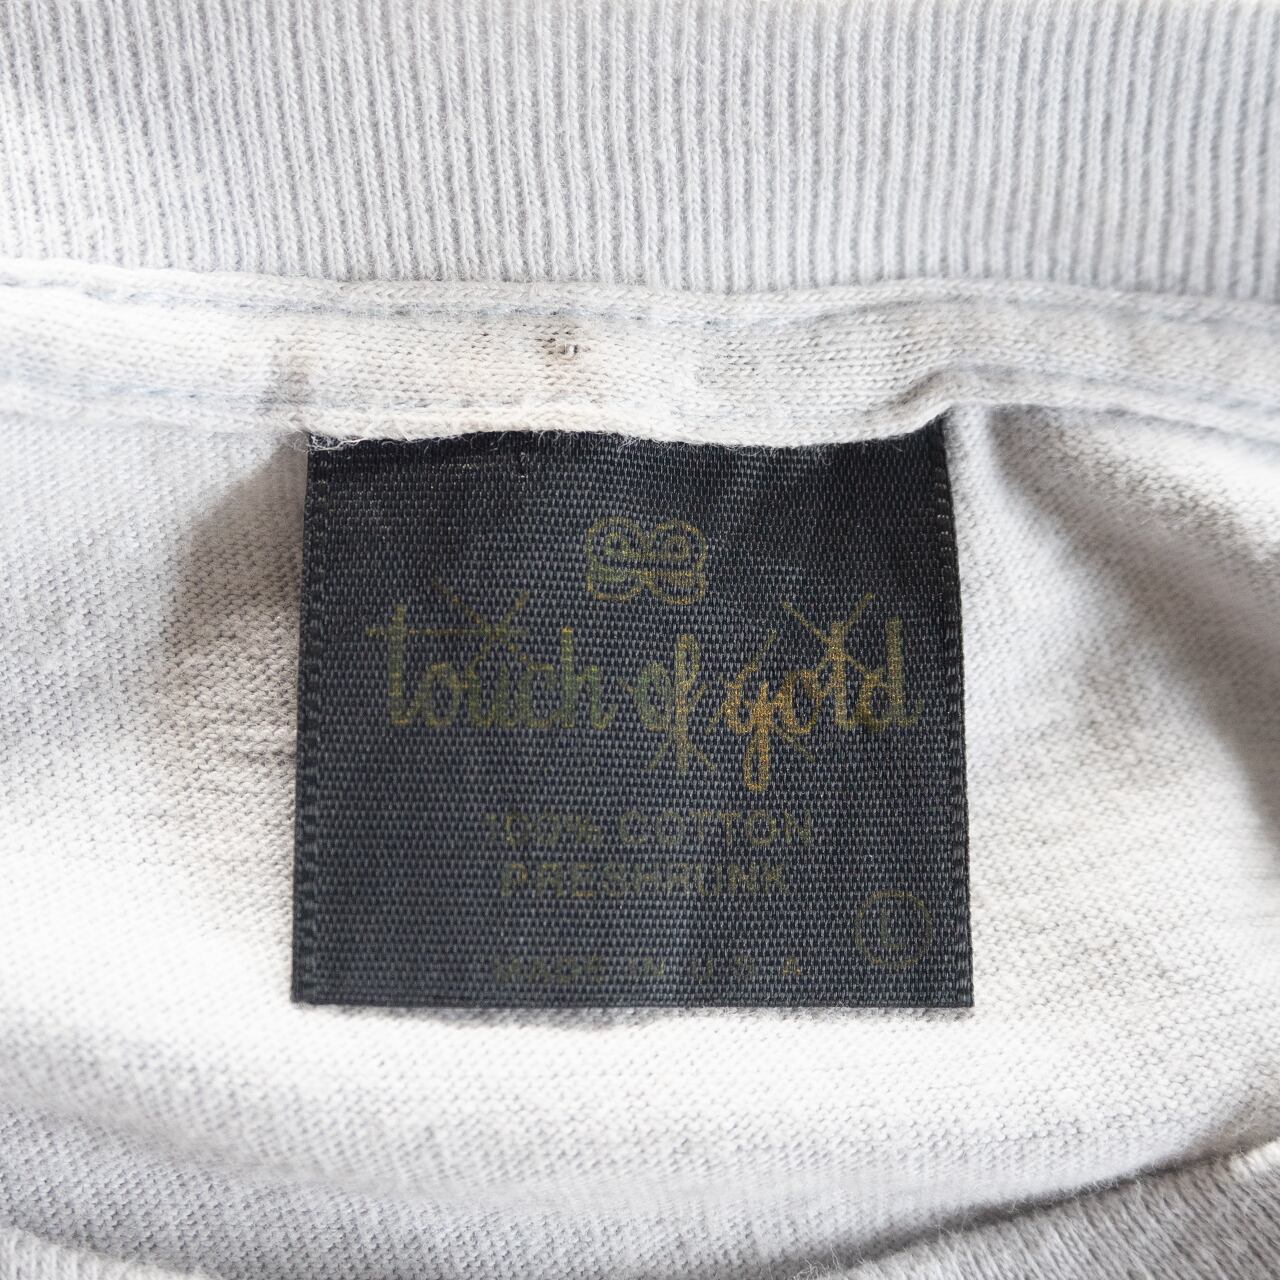 touch of gold
100% COTTON
PRESHRUNK
L
MADE IN U.S.A